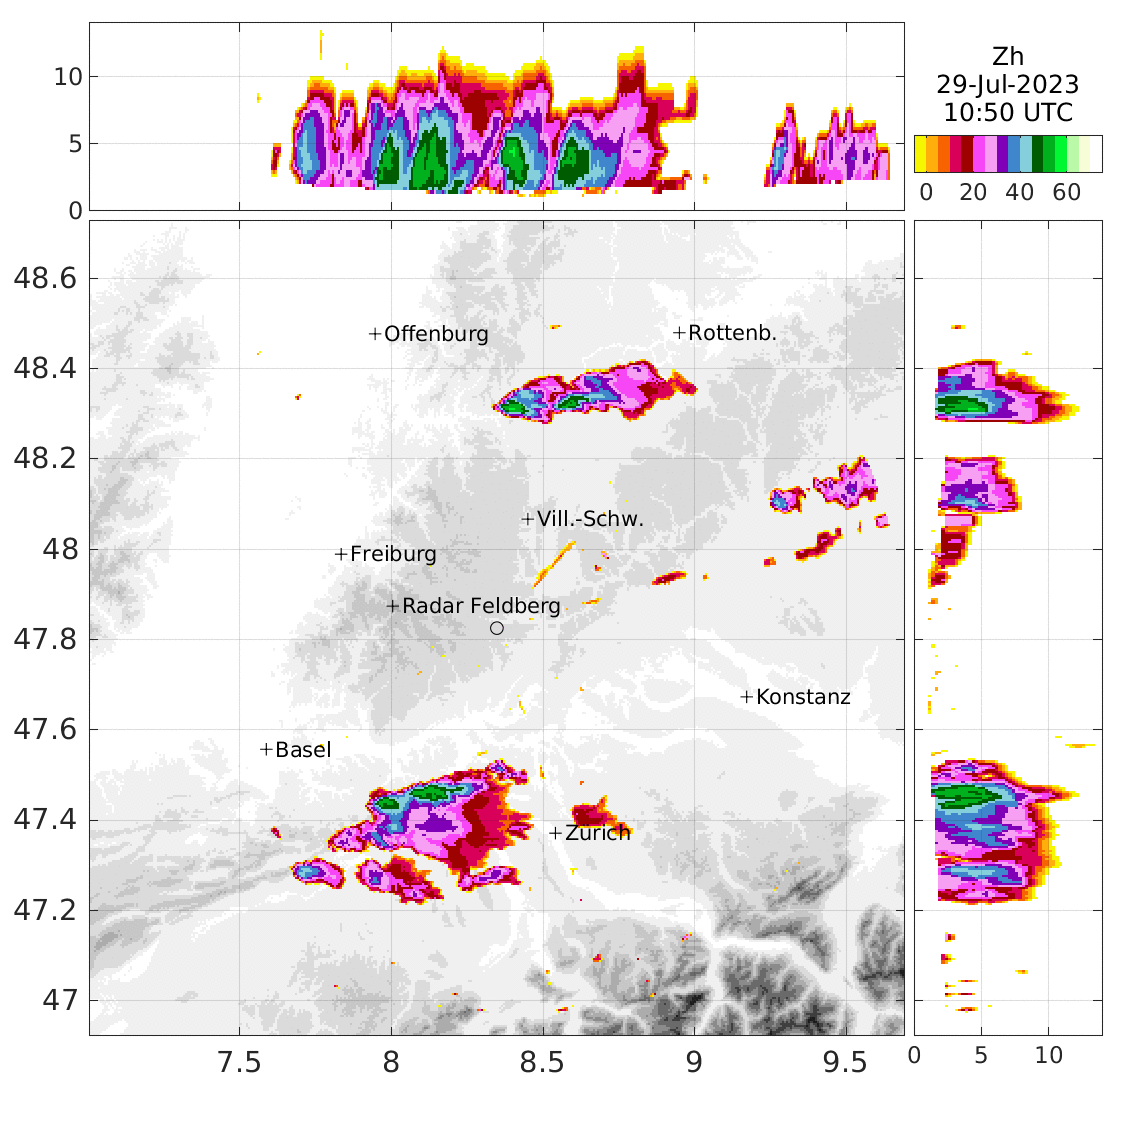 Zh
29-Jul-2023
10:50 UTC
0 20 40 60
10
5
0
48.6
48.4
48.2
48
47.8
47.6
47.4
47.2
47
+Offenburg
+Rottenb.
+Vill.-Schw.
+Freiburg
+Radar Feldberg
+Konstanz
+Basel
+Zurich
7.5 8 8.5 9 9.5
0 5 10